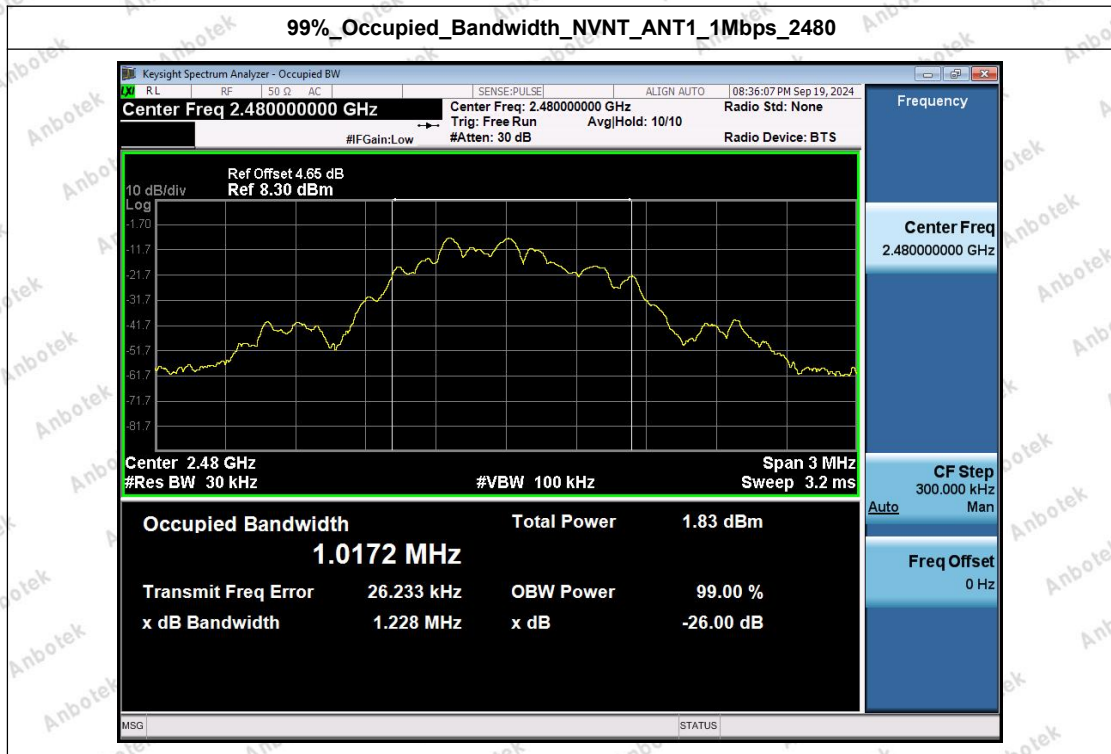 99%_Occupied_Bandwidth_NVNT_ANT1_1Mbps_2480
Keysight Spectrum Analyzer - Occupied BW
LXI RL RF 50 Ω AC SENSE:PULSE ALIGN AUTO 08:36:07 PM Sep 19, 2024
Center Freq 2.480000000 GHz
Center Freq: 2.480000000 GHz Radio Std: None
Trig: Free Run Avg|Hold: 10/10
#IFGain:Low #Atten: 30 dB Radio Device: BTS
Ref Offset 4.65 dB
10 dB/div Ref 8.30 dBm
Log
-1.70
-11.7
-21.7
-31.7
-41.7
-51.7
-61.7
-71.7
-81.7
Center 2.48 GHz Span 3 MHz
#Res BW 30 kHz #VBW 100 kHz Sweep 3.2 ms
Occupied Bandwidth Total Power 1.83 dBm
1.0172 MHz
Transmit Freq Error 26.233 kHz OBW Power 99.00 %
x dB Bandwidth 1.228 MHz x dB -26.00 dB
MSG STATUS
Frequency
Center Freq
2.480000000 GHz
CF Step
300.000 kHz
Auto Man
Freq Offset
0 Hz
Anbotek